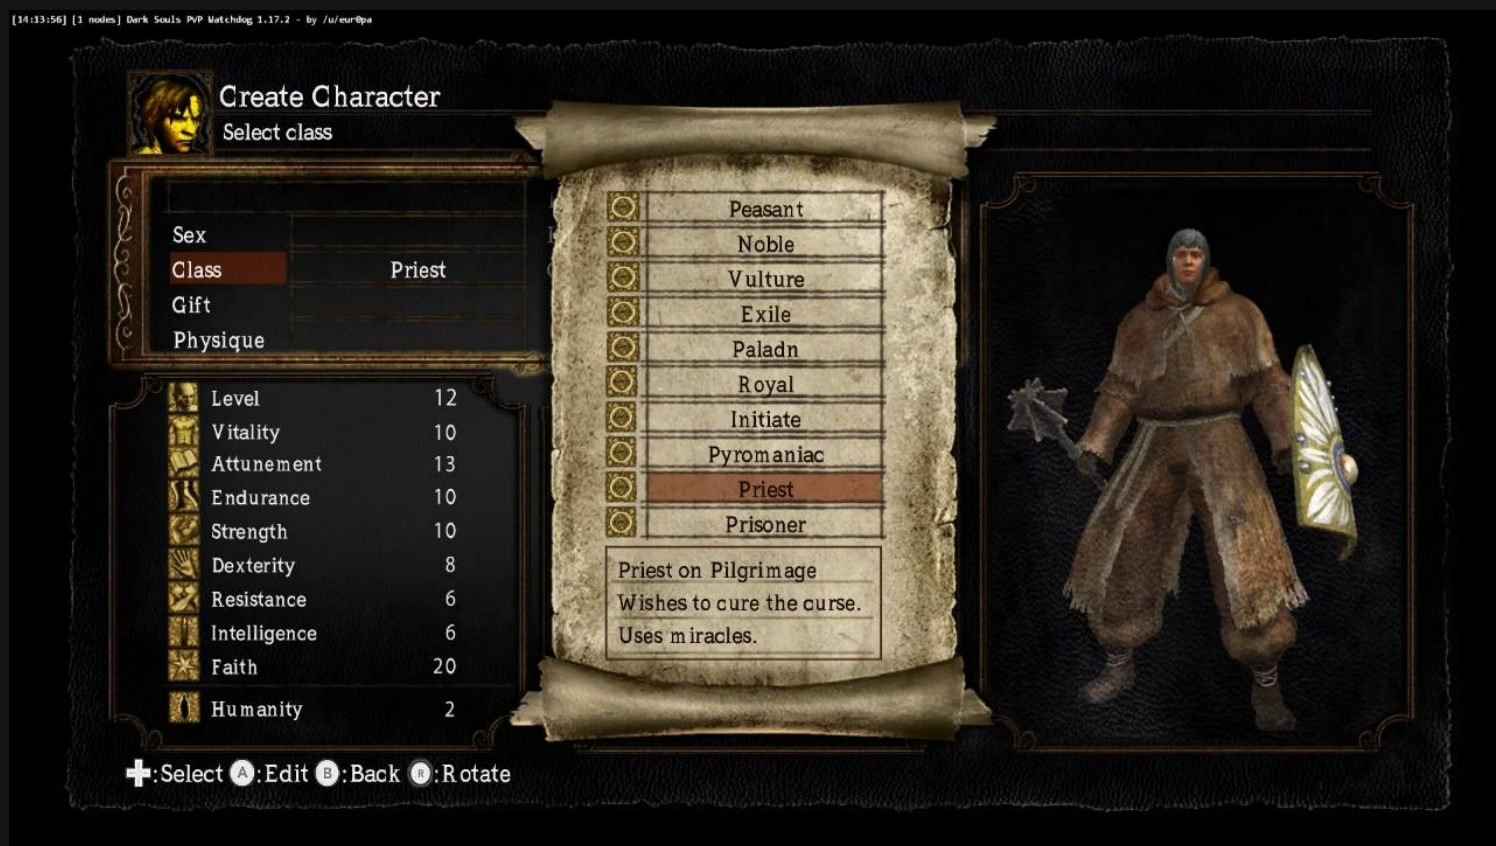 [14:13:56] [1 nodes] Dark Souls PVP Watchdog 1.17.2 - by /u/eur0pa
Create Character
Select class
Sex
Class Priest
Gift
Physique
Level 12
Vitality 10
Attunement 13
Endurance 10
Strength 10
Dexterity 8
Resistance 6
Intelligence 6
Faith 20
Humanity 2
Peasant
Noble
Vulture
Exile
Paladn
Royal
Initiate
Pyromaniac
Priest
Prisoner
Priest on Pilgrimage
Wishes to cure the curse.
Uses miracles.
:Select A:Edit B:Back R:Rotate